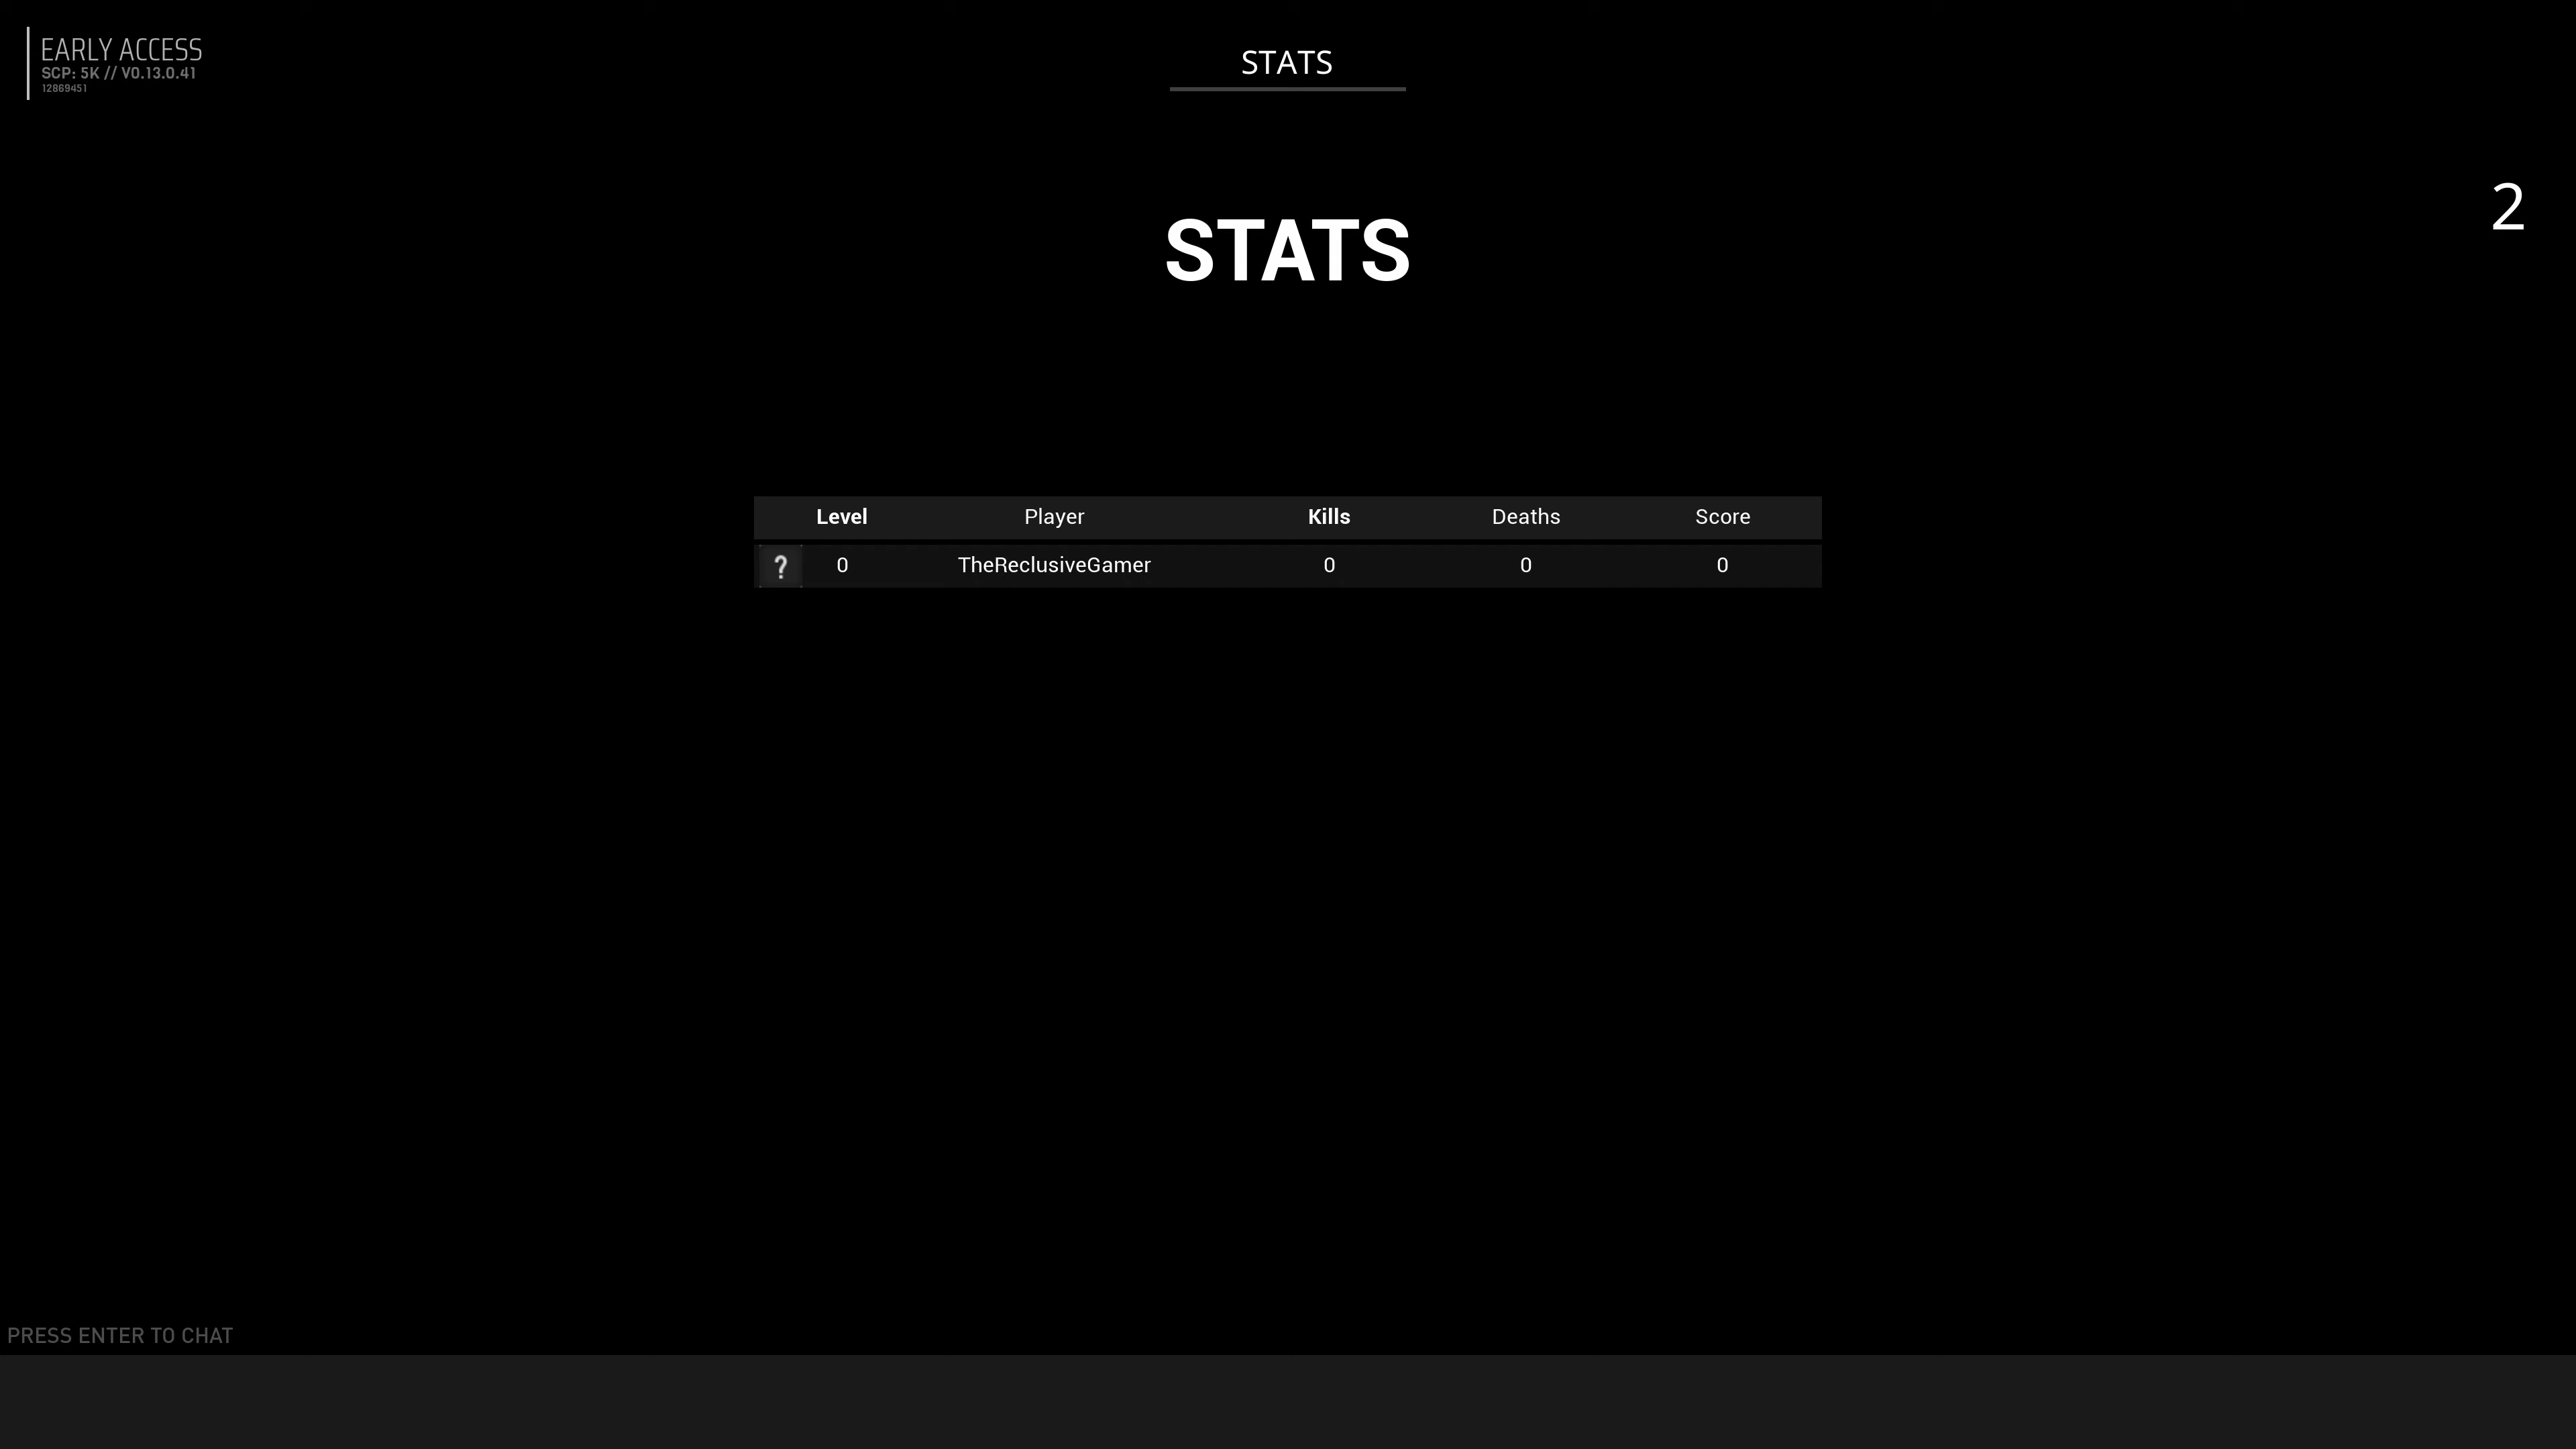 EARLY ACCESS
SCP: 5K // V0.13.0.41
12869451
STATS
2
STATS
Level Player Kills Deaths Score
? 0 TheReclusiveGamer 0 0 0
PRESS ENTER TO CHAT